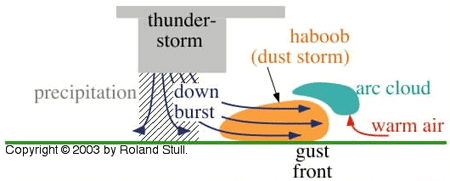 thunder-
storm
haboob
(dust storm)
precipitation
down
burst
arc cloud
warm air
Copyright © 2003 by Roland Stull.
gust
front